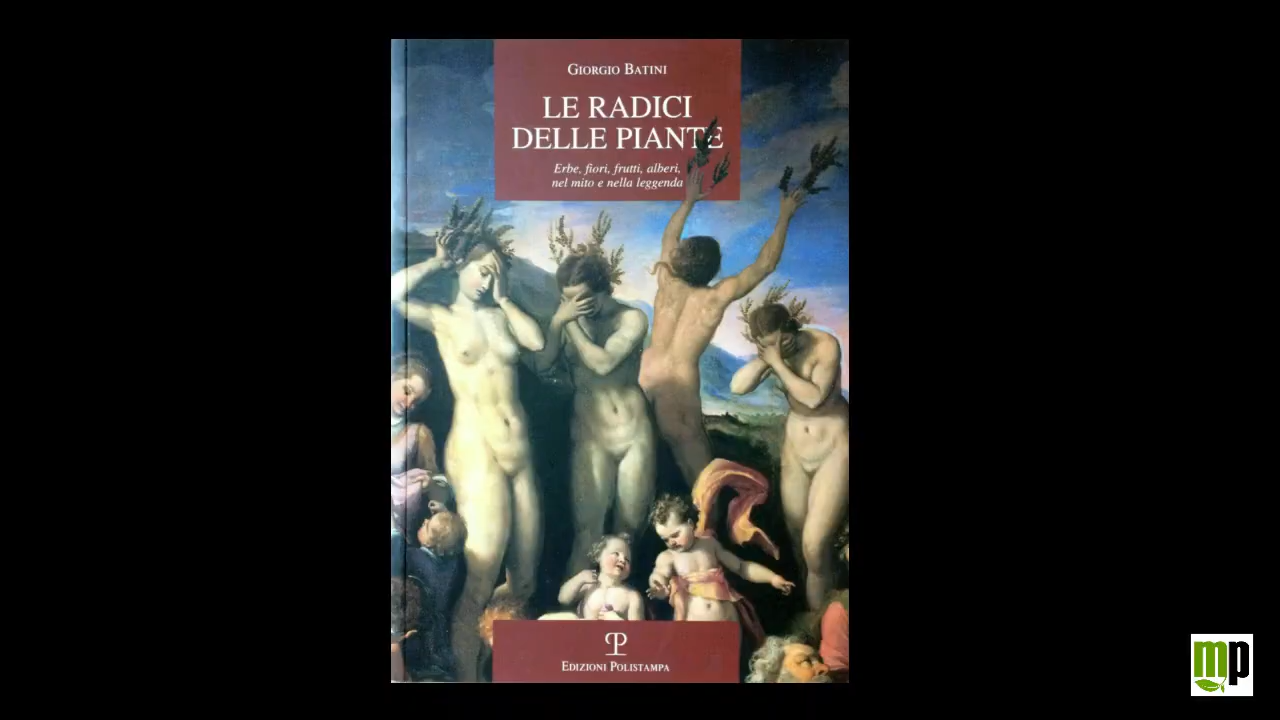 GIORGIO BATINI
LE RADICI
DELLE PIANTE
Erbe, fiori, frutti, alberi,
nel mito e nella leggenda
P
EDIZIONI POLISTAMPA
mp